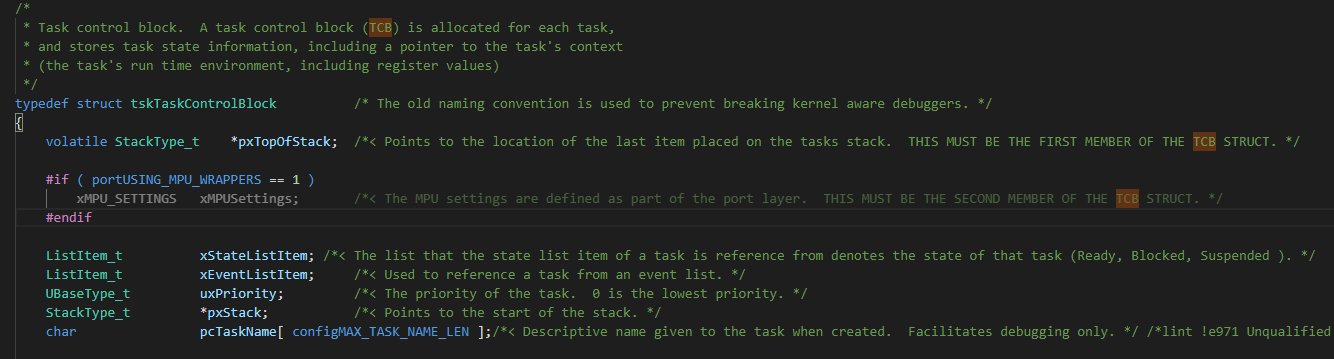 /*
 * Task control block.  A task control block (TCB) is allocated for each task,
 * and stores task state information, including a pointer to the task's context
 * (the task's run time environment, including register values)
 */
typedef struct tskTaskControlBlock          /* The old naming convention is used to prevent breaking kernel aware debuggers. */
{
    volatile StackType_t    *pxTopOfStack;  /*< Points to the location of the last item placed on the tasks stack.  THIS MUST BE THE FIRST MEMBER OF THE TCB STRUCT. */
    #if ( portUSING_MPU_WRAPPERS == 1 )
        xMPU_SETTINGS   xMPUSettings;       /*< The MPU settings are defined as part of the port layer.  THIS MUST BE THE SECOND MEMBER OF THE TCB STRUCT. */
    #endif
    ListItem_t          xStateListItem; /*< The list that the state list item of a task is reference from denotes the state of that task (Ready, Blocked, Suspended ). */
    ListItem_t          xEventListItem;     /*< Used to reference a task from an event list. */
    UBaseType_t         uxPriority;         /*< The priority of the task.  0 is the lowest priority. */
    StackType_t         *pxStack;           /*< Points to the start of the stack. */
    char                pcTaskName[ configMAX_TASK_NAME_LEN ];/*< Descriptive name given to the task when created.  Facilitates debugging only. */ /*lint !e971 Unqualified